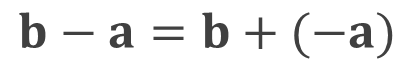 b − a = b + (−a)